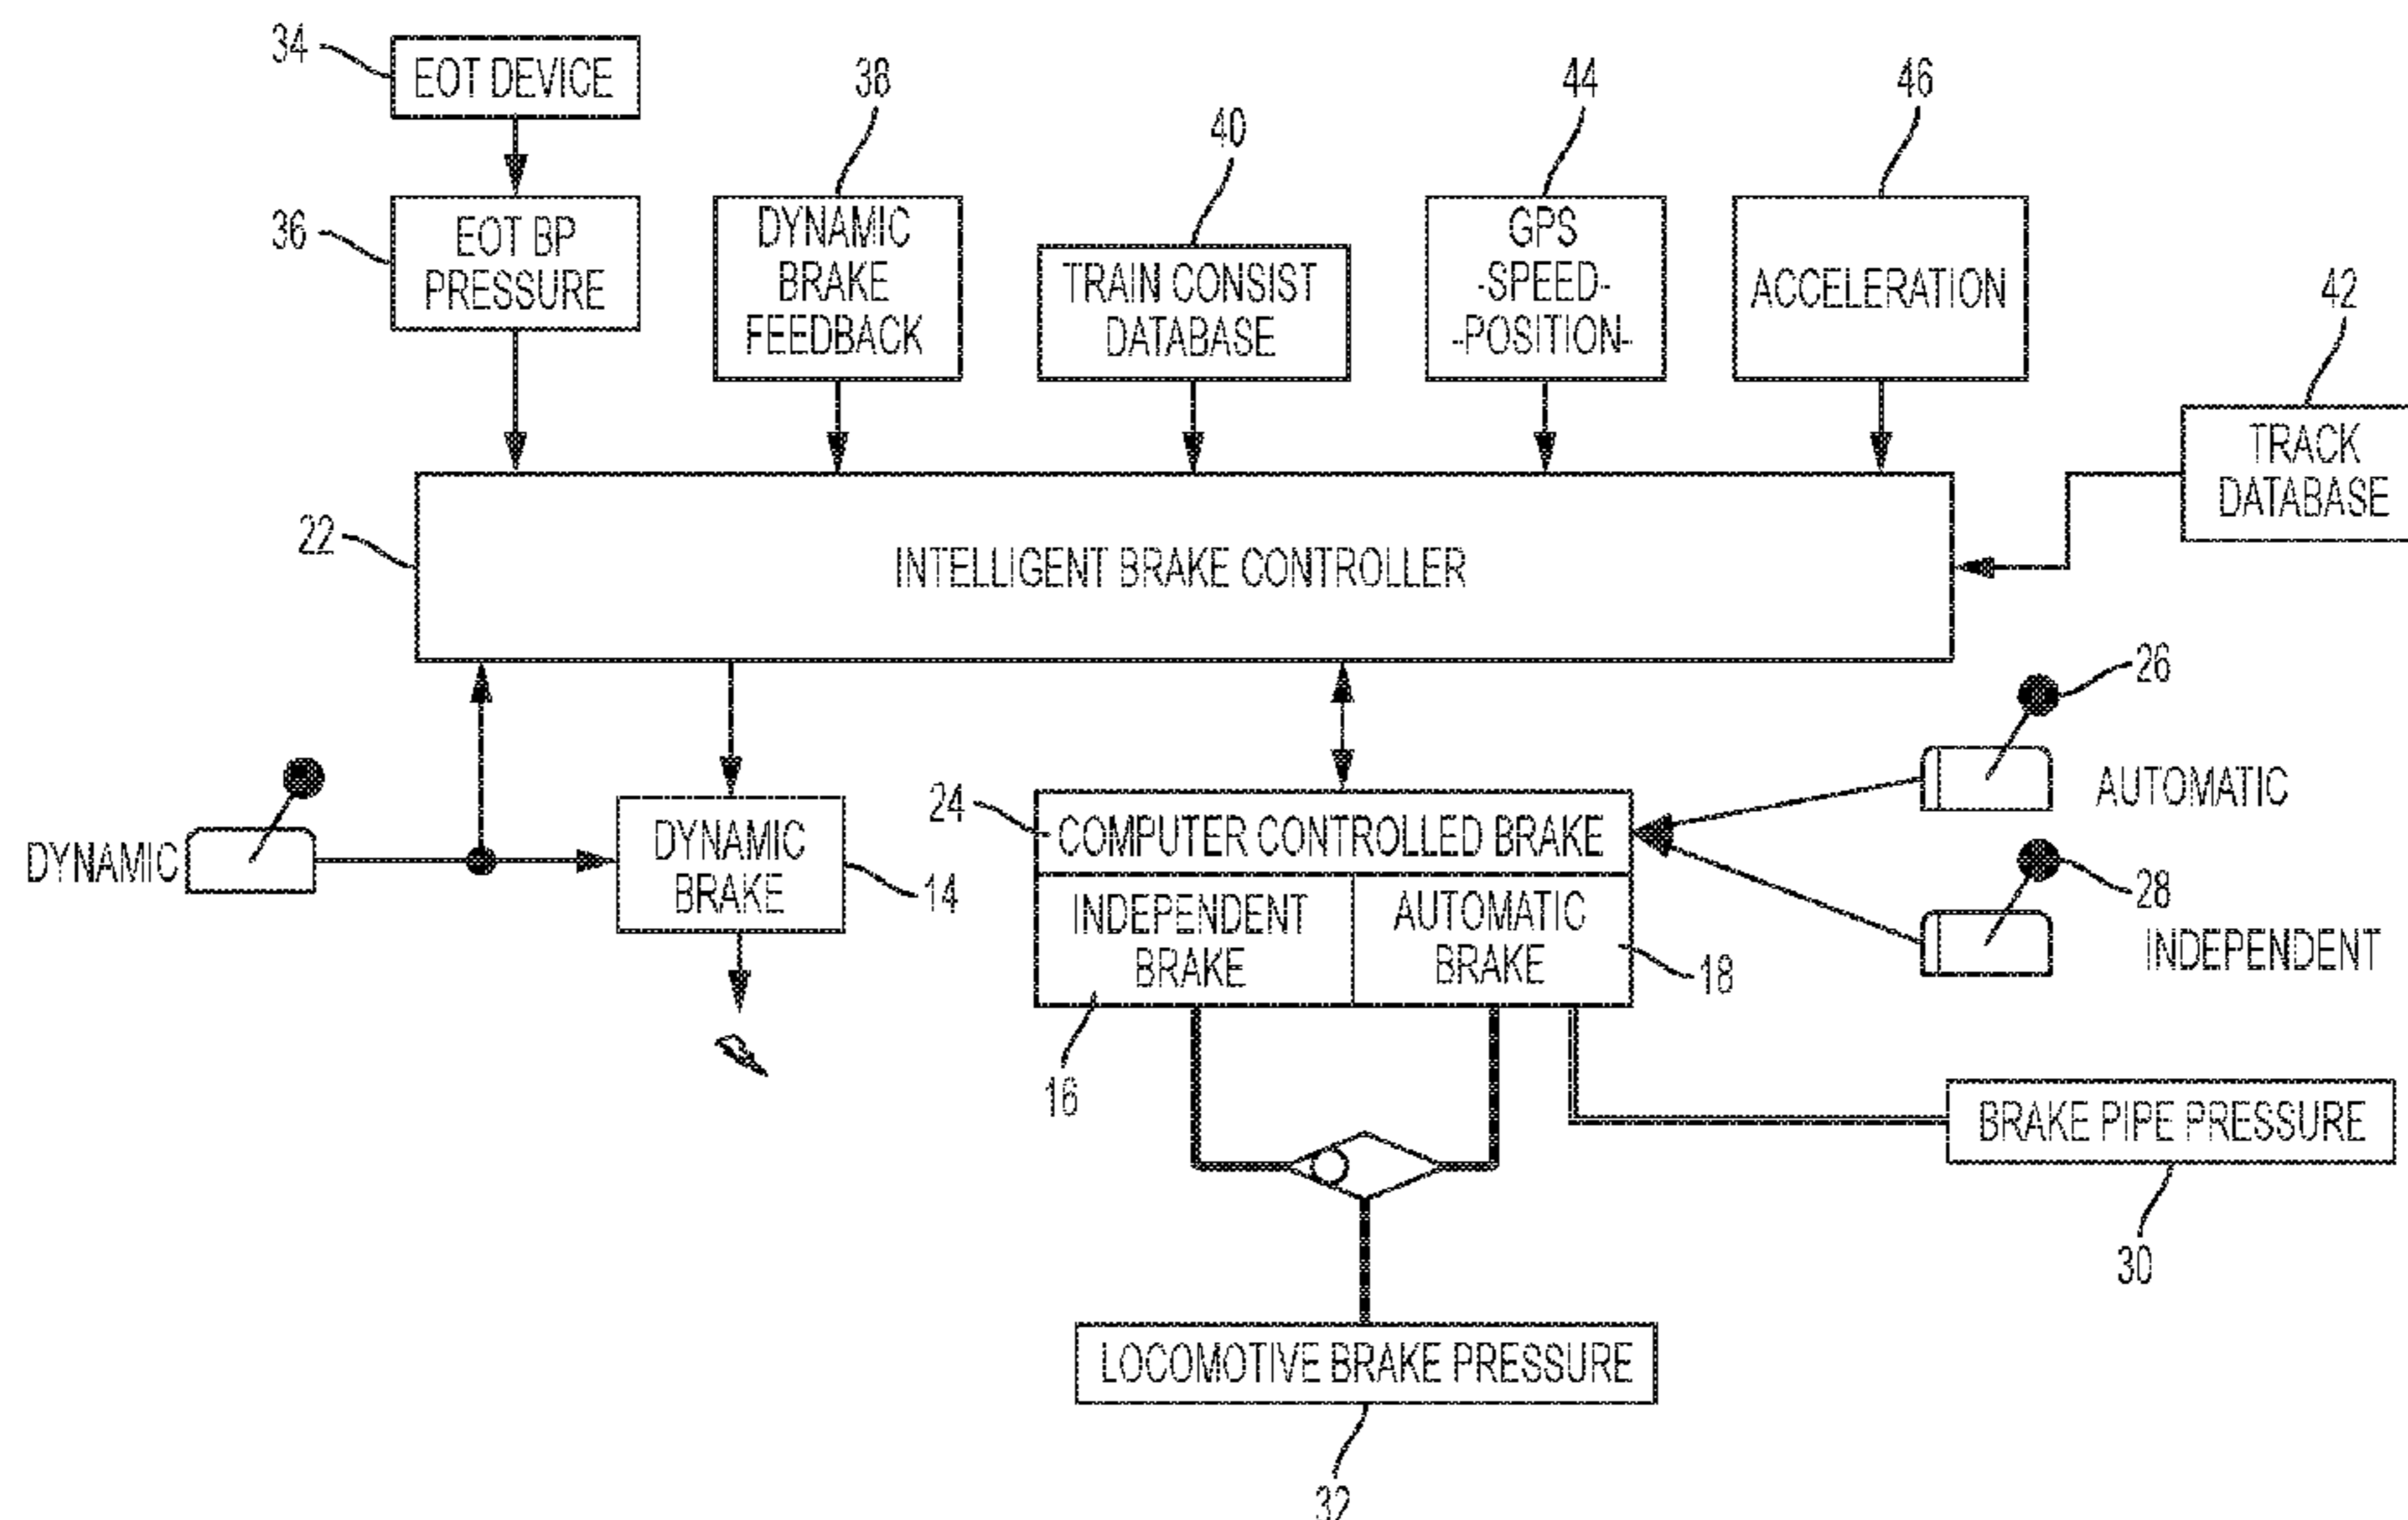 34
EOT DEVICE
38
44
46
40
36
EOT BP
PRESSURE
DYNAMIC
BRAKE
FEEDBACK
TRAIN CONSIST
DATABASE
GPS
-SPEED-
-POSITION-
ACCELERATION
42
TRACK
DATABASE
22
INTELLIGENT BRAKE CONTROLLER
26
AUTOMATIC
DYNAMIC
DYNAMIC
BRAKE
14
24
COMPUTER CONTROLLED BRAKE
INDEPENDENT
BRAKE
AUTOMATIC
BRAKE
18
28
INDEPENDENT
16
BRAKE PIPE PRESSURE
30
LOCOMOTIVE BRAKE PRESSURE
32